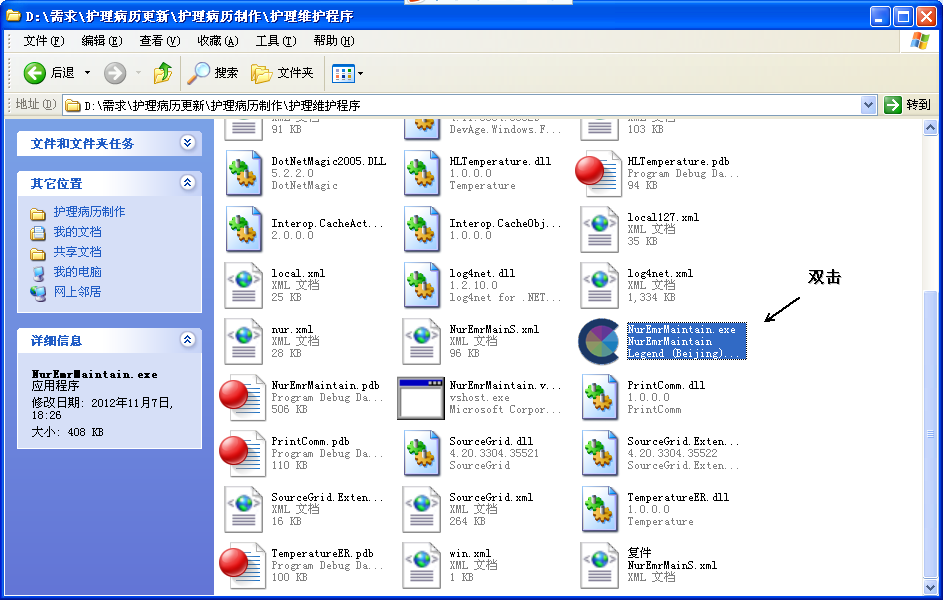 D:\需求\护理病历更新\护理病历制作\护理维护程序
文件(F) 编辑(E) 查看(V) 收藏(A) 工具(T) 帮助(H)
后退 搜索 文件夹
地址(D) D:\需求\护理病历更新\护理病历制作\护理维护程序 转到
文件和文件夹任务
其它位置
护理病历制作
我的文档
共享文档
我的电脑
网上邻居
详细信息
NurEmrMaintain.exe
应用程序
修改日期: 2012年11月7日,
18:26
大小: 408 KB
XML 文档
91 KB
DevAge.Windows.F...
XML 文档
103 KB
DotNetMagic2005.DLL
5.2.2.0
DotNetMagic
HLTemperature.dll
1.0.0.0
Temperature
HLTemperature.pdb
Program Debug Da...
94 KB
Interop.CacheAct...
2.0.0.0
Interop.CacheObj...
1.0.0.0
local127.xml
XML 文档
35 KB
local.xml
XML 文档
25 KB
log4net.dll
1.2.10.0
log4net for .NET...
log4net.xml
XML 文档
1,334 KB
双击
nur.xml
XML 文档
28 KB
NurEmrMainS.xml
XML 文档
96 KB
NurEmrMaintain.exe
NurEmrMaintain
Legend (Beijing)...
NurEmrMaintain.pdb
Program Debug Da...
506 KB
NurEmrMaintain.v...
vshost.exe
Microsoft Corpor...
PrintComm.dll
1.0.0.0
PrintComm
PrintComm.pdb
Program Debug Da...
110 KB
SourceGrid.dll
4.20.3304.35521
SourceGrid
SourceGrid.Exten...
4.20.3304.35522
SourceGrid.Exten...
SourceGrid.Exten...
XML 文档
16 KB
SourceGrid.xml
XML 文档
264 KB
TemperatureER.dll
1.0.0.0
Temperature
TemperatureER.pdb
Program Debug Da...
100 KB
win.xml
XML 文档
1 KB
复件
NurEmrMainS.xml
XML 文档